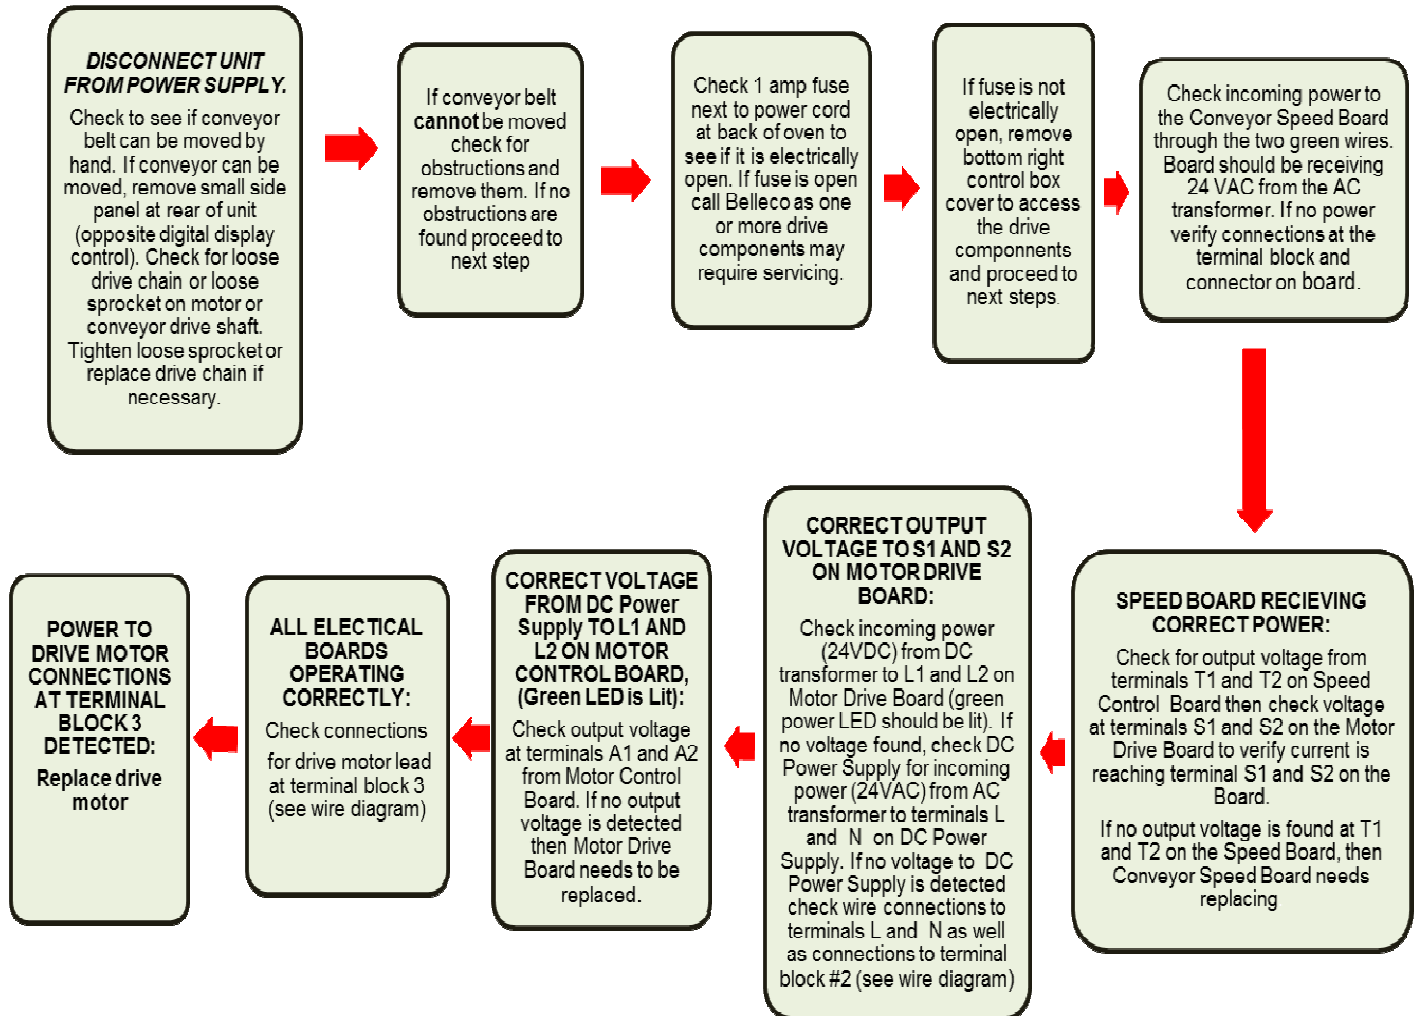 DISCONNECT UNIT
FROM POWER SUPPLY.
Check to see if conveyor
belt can be moved by
hand. If conveyor can be
moved, remove small side
panel at rear of unit
(opposite digital display
control). Check for loose
drive chain or loose
sprocket on motor or
conveyor drive shaft.
Tighten loose sprocket or
replace drive chain if
necessary.
If conveyor belt
cannot be moved
check for
obstructions and
remove them. If no
obstructions are
found proceed to
next step
Check 1 amp fuse
next to power cord
at back of oven to
see if it is electrically
open. If fuse is open
call Belleco as one
or more drive
components may
require servicing.
If fuse is not
electrically
open, remove
bottom right
control box
cover to access
the drive
componnents
and proceed to
next steps.
Check incoming power to
the Conveyor Speed Board
through the two green wires.
Board should be receiving
24 VAC from the AC
transformer. If no power
verify connections at the
terminal block and
connector on board.
SPEED BOARD RECIEVING
CORRECT POWER:
Check for output voltage from
terminals T1 and T2 on Speed
Control Board then check voltage
at terminals S1 and S2 on the Motor
Drive Board to verify current is
reaching terminal S1 and S2 on the
Board.
If no output voltage is found at T1
and T2 on the Speed Board, then
Conveyor Speed Board needs
replacing
CORRECT OUTPUT
VOLTAGE TO S1 AND S2
ON MOTOR DRIVE
BOARD:
Check incoming power
(24VDC) from DC
transformer to L1 and L2 on
Motor Drive Board (green
power LED should be lit). If
no voltage found, check DC
Power Supply for incoming
power (24VAC) from AC
transformer to terminals L
and N on DC Power
Supply. If no voltage to DC
Power Supply is detected
check wire connections to
terminals L and N as well
as connections to terminal
block #2 (see wire diagram)
CORRECT VOLTAGE
FROM DC Power
Supply TO L1 AND
L2 ON MOTOR
CONTROL BOARD,
(Green LED is Lit):
Check output voltage
at terminals A1 and A2
from Motor Control
Board. If no output
voltage is detected
then Motor Drive
Board needs to be
replaced.
ALL ELECTICAL
BOARDS
OPERATING
CORRECTLY:
Check connections
for drive motor lead
at terminal block 3
(see wire diagram)
POWER TO
DRIVE MOTOR
CONNECTIONS
AT TERMINAL
BLOCK 3
DETECTED:
Replace drive
motor